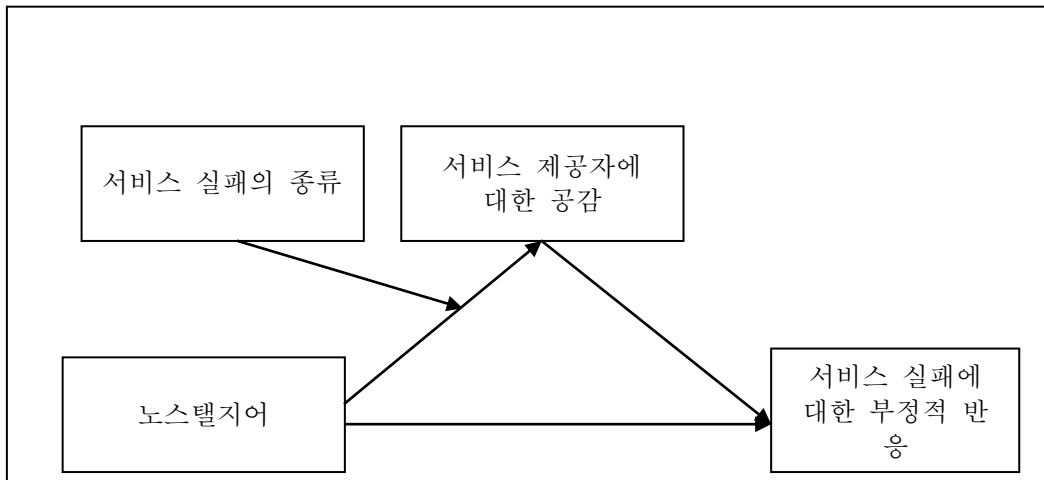 서비스 실패의 종류
서비스 제공자에
대한 공감
노스탤지어
서비스 실패에
대한 부정적 반
응